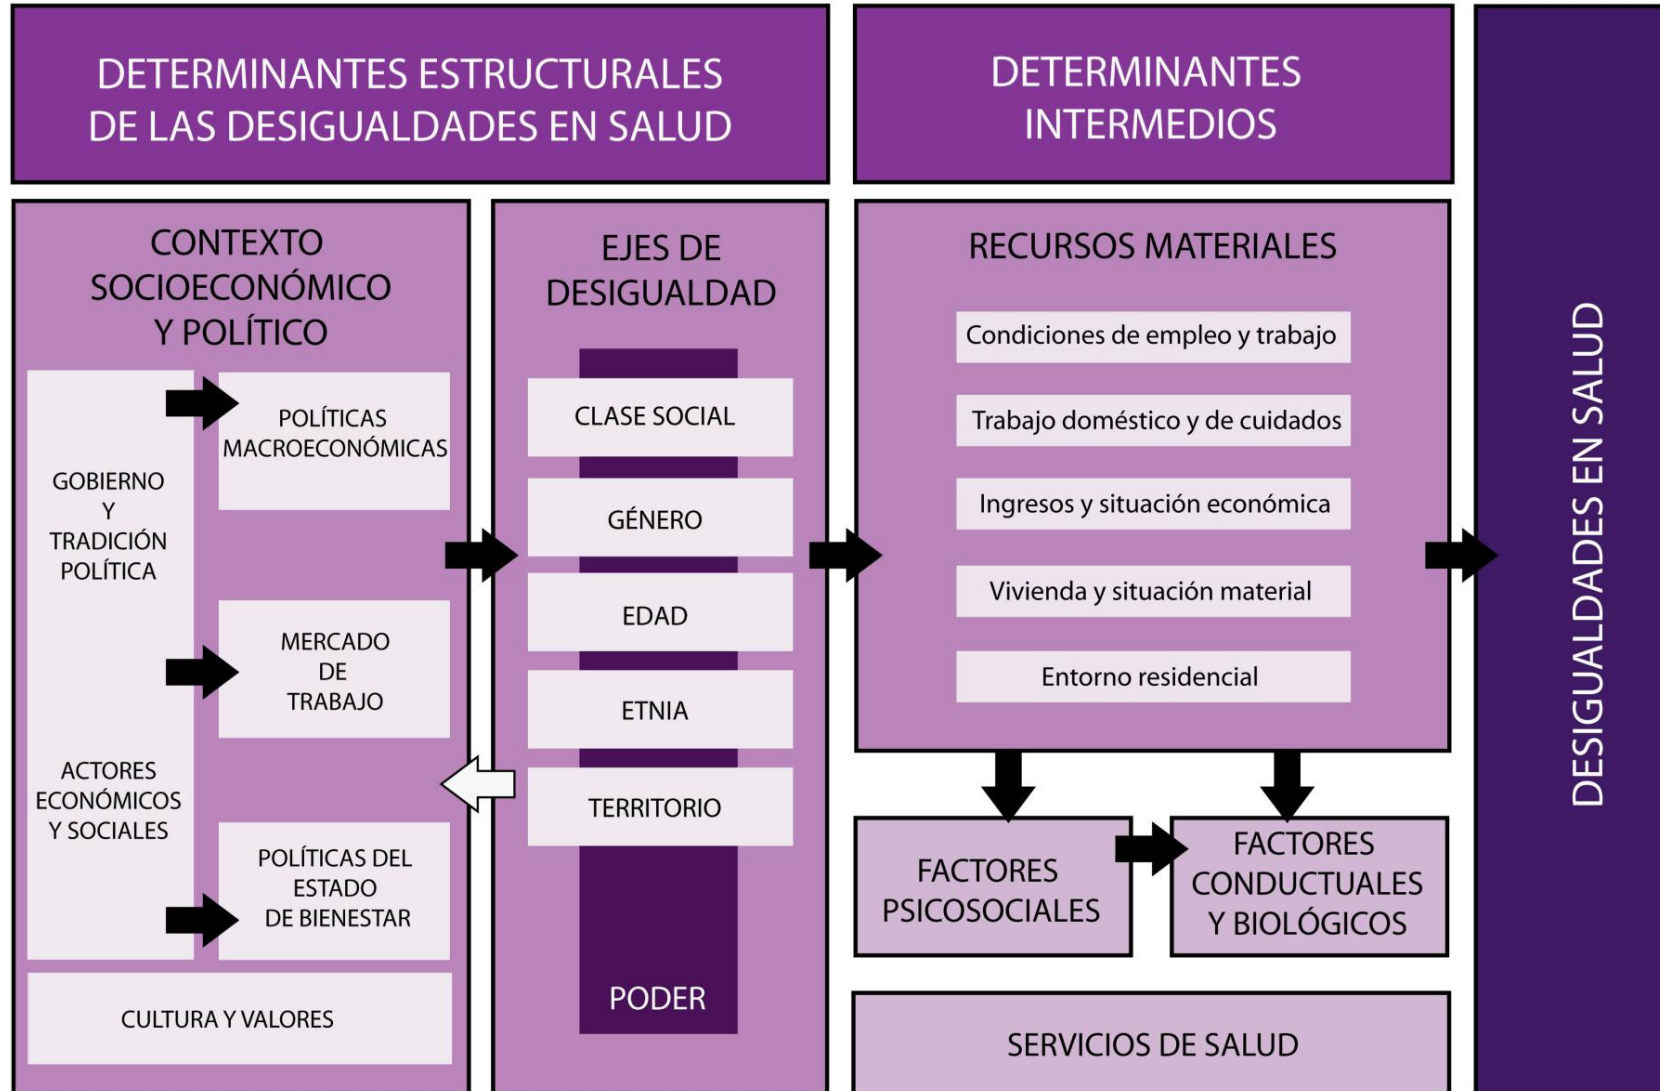 DETERMINANTES ESTRUCTURALES
DE LAS DESIGUALDADES EN SALUD
DETERMINANTES
INTERMEDIOS
CONTEXTO
SOCIOECONÓMICO
Y POLÍTICO
GOBIERNO
Y
TRADICIÓN
POLÍTICA
ACTORES
ECONÓMICOS
Y SOCIALES
POLÍTICAS
MACROECONÓMICAS
MERCADO
DE
TRABAJO
POLÍTICAS DEL
ESTADO
DE BIENESTAR
CULTURA Y VALORES
EJES DE
DESIGUALDAD
CLASE SOCIAL
GÉNERO
EDAD
ETNIA
TERRITORIO
PODER
RECURSOS MATERIALES
Condiciones de empleo y trabajo
Trabajo doméstico y de cuidados
Ingresos y situación económica
Vivienda y situación material
Entorno residencial
FACTORES
PSICOSOCIALES
FACTORES
CONDUCTUALES
Y BIOLÓGICOS
SERVICIOS DE SALUD
DESIGUALDADES EN SALUD